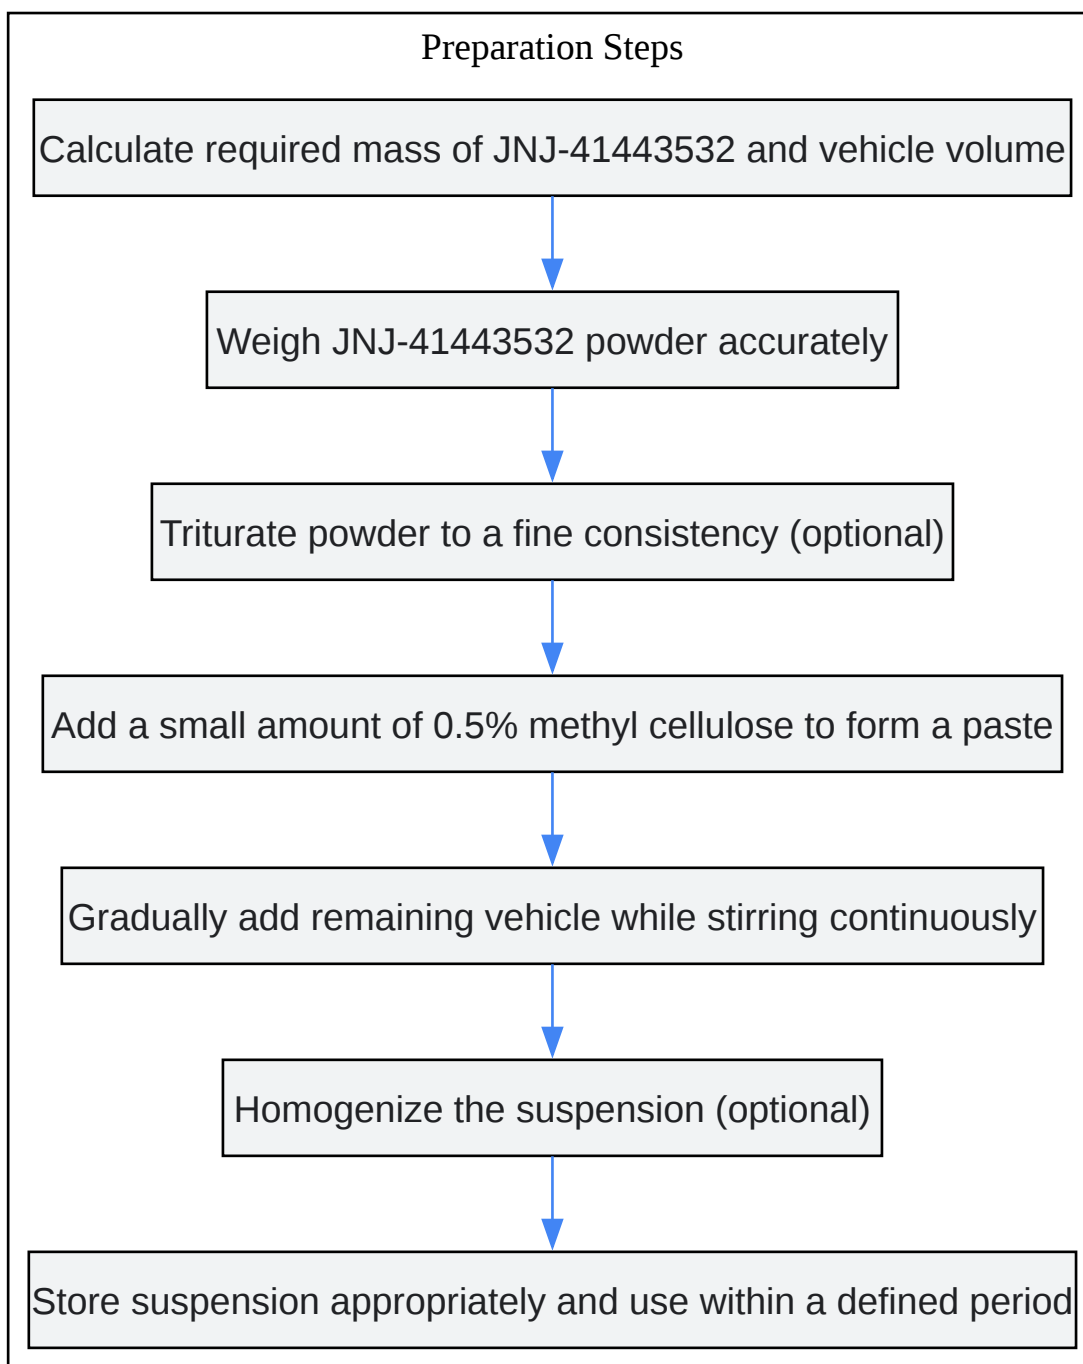 Preparation Steps
Calculate required mass of JNJ-41443532 and vehicle volume
Weigh JNJ-41443532 powder accurately
Triturate powder to a fine consistency (optional)
Add a small amount of 0.5% methyl cellulose to form a paste
Gradually add remaining vehicle while stirring continuously
Homogenize the suspension (optional)
Store suspension appropriately and use within a defined period